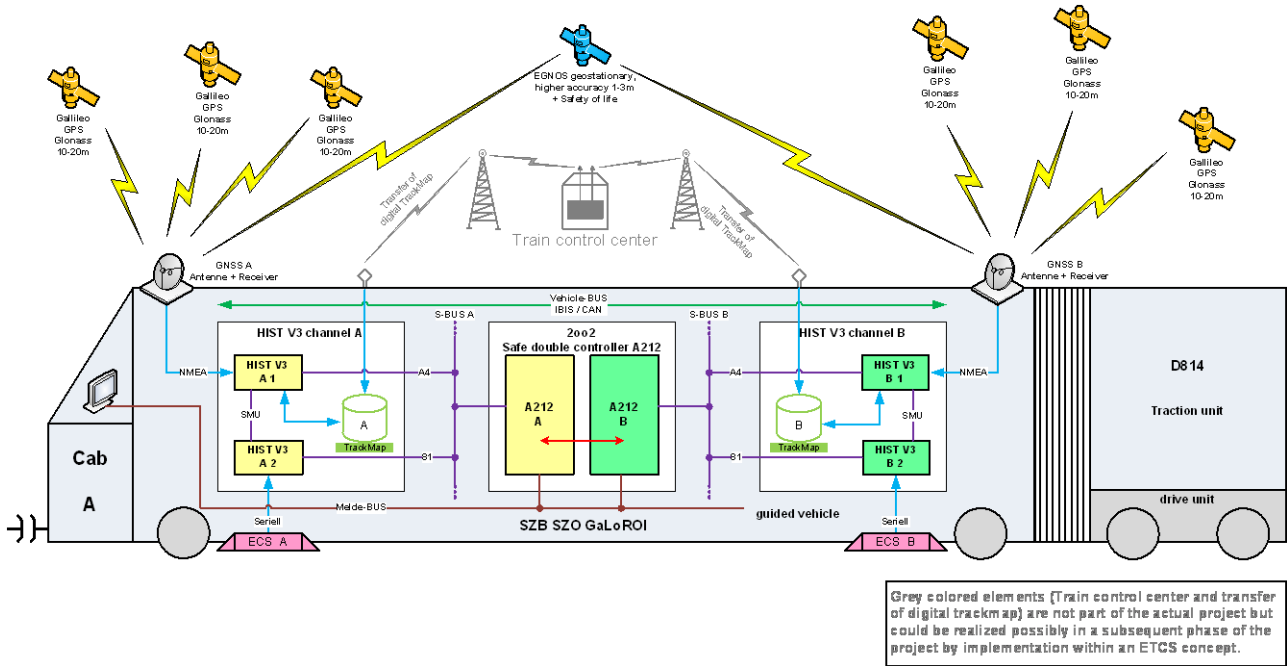 Gallileo
GPS
Glonass
10-20m
Gallileo
GPS
Glonass
10-20m
Gallileo
GPS
Glonass
10-20m
EGNOS geostationary,
higher accuracy 1-3m
+ Safety of life
Gallileo
GPS
Glonass
10-20m
Gallileo
GPS
Glonass
10-20m
Gallileo
GPS
Glonass
10-20m
Transfer of
digital TrackMap
Train control center
Transfer of
digital TrackMap
GNSS A
Antenne + Receiver
GNSS B
Antenne + Receiver
Vehicle-BUS
IBIS / CAN
S-BUS A
S-BUS B
HIST V3 channel A
2oo2
Safe double controller A212
HIST V3 channel B
NMEA
HIST V3
A 1
A4
SMU
A
TrackMap
HIST V3
A 2
S1
A212
A
A212
B
A4
HIST V3
B 1
NMEA
SMU
B
TrackMap
S1
HIST V3
B 2
D814
Traction unit
Cab
A
Melde-BUS
Seriell
Seriell
SZB SZO GaLoROI
guided vehicle
drive unit
ECS A
ECS B
Grey colored elements (Train control center and transfer
of digital trackmap) are not part of the actual project but
could be realized possibly in a subsequent phase of the
project by implementation within an ETCS concept.